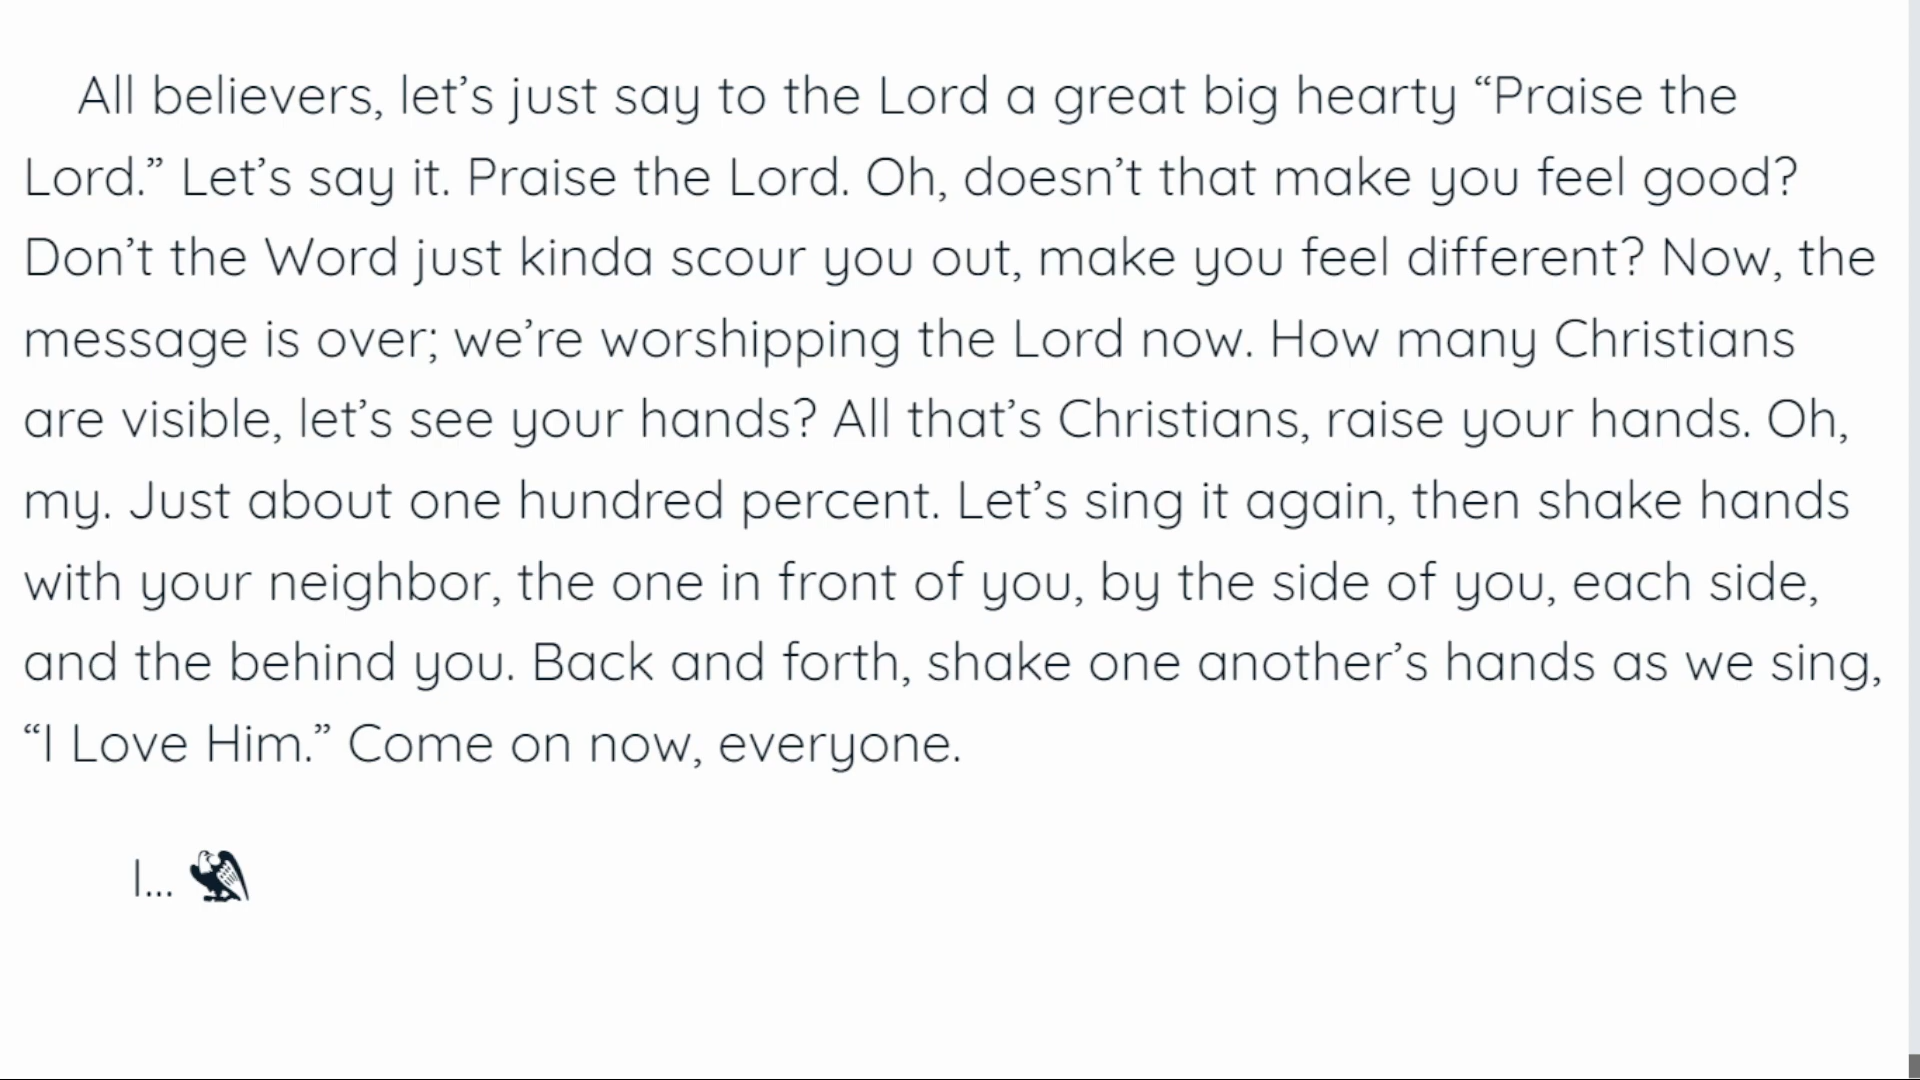 All believers, let’s just say to the Lord a great big hearty “Praise the
Lord.” Let’s say it. Praise the Lord. Oh, doesn’t that make you feel good?
Don’t the Word just kinda scour you out, make you feel different? Now, the
message is over; we’re worshipping the Lord now. How many Christians
are visible, let’s see your hands? All that’s Christians, raise your hands. Oh,
my. Just about one hundred percent. Let’s sing it again, then shake hands
with your neighbor, the one in front of you, by the side of you, each side,
and the behind you. Back and forth, shake one another’s hands as we sing,
“I Love Him.” Come on now, everyone.
I...